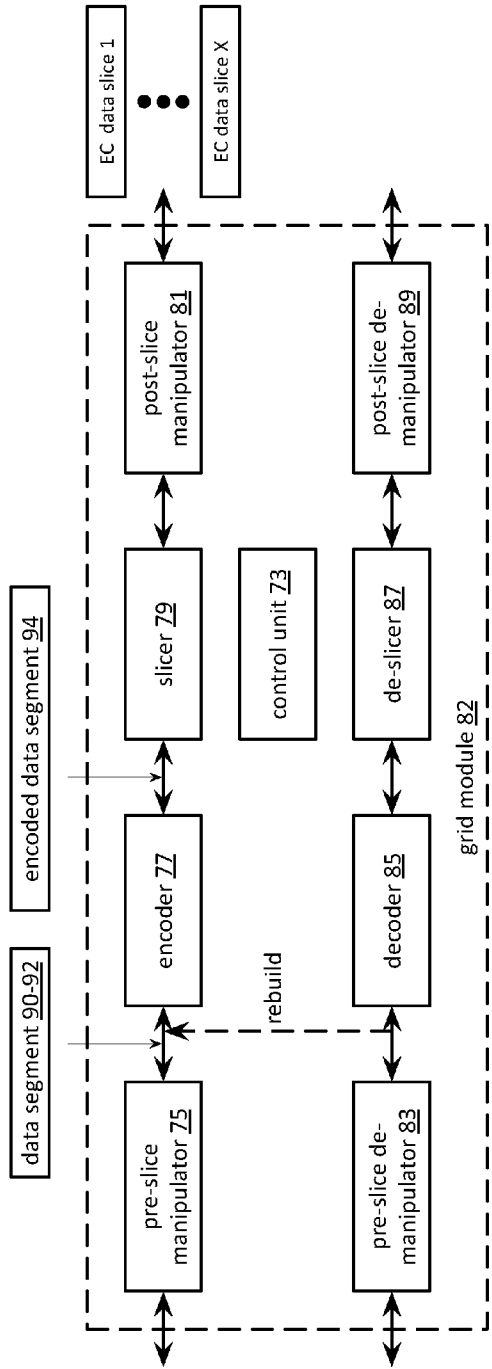 data segment 90-92
encoded data segment 94
pre-slice
manipulator 75
encoder 77
slicer 79
post-slice
manipulator 81
EC data slice 1
EC data slice X
rebuild
control unit 73
pre-slice de-
manipulator 83
decoder 85
de-slicer 87
post-slice de-
manipulator 89
grid module 82